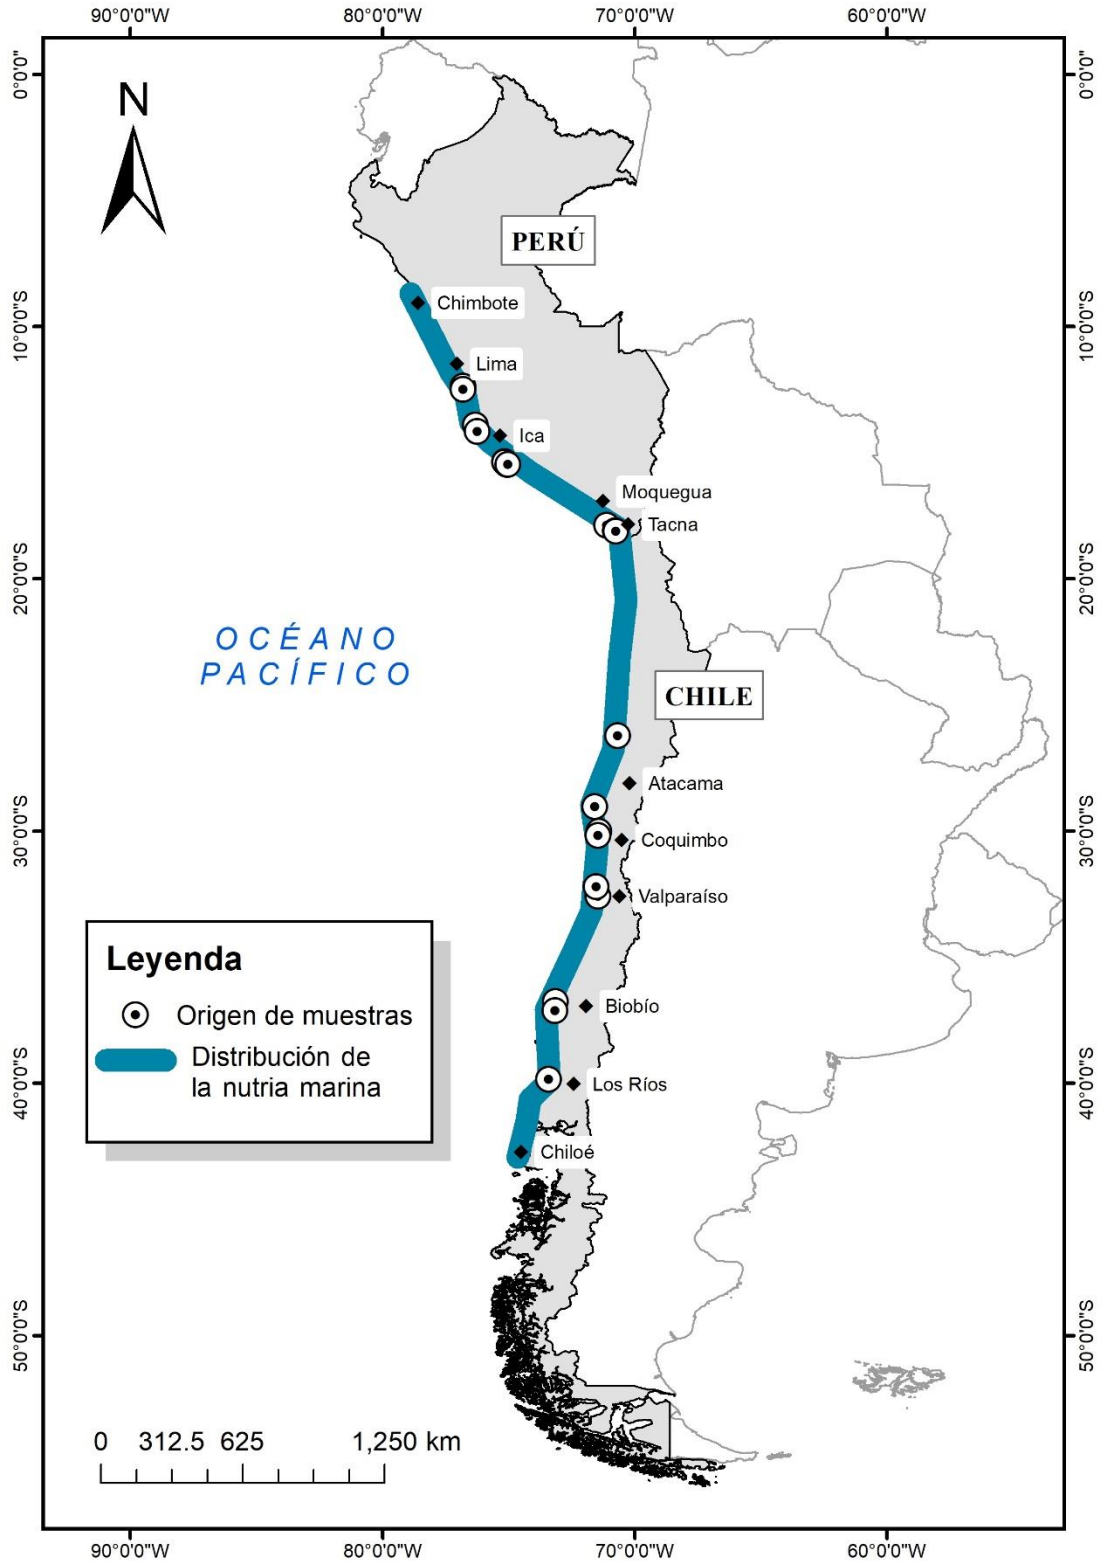 90°0'0"W
80°0'0"W
70°0'0"W
60°0'0"W
0°0'0"
0°0'0"
N
PERÚ
Chimbote
10°0'0"S
10°0'0"S
Lima
Ica
Moquegua
Tacna
20°0'0"S
20°0'0"S
OCÉANO
PACÍFICO
CHILE
Atacama
30°0'0"S
30°0'0"S
Coquimbo
Valparaíso
Leyenda
Origen de muestras
Distribución de
la nutria marina
Biobío
Los Ríos
40°0'0"S
40°0'0"S
Chiloé
50°0'0"S
50°0'0"S
0 312.5 625 1,250 km
90°0'0"W
80°0'0"W
70°0'0"W
60°0'0"W